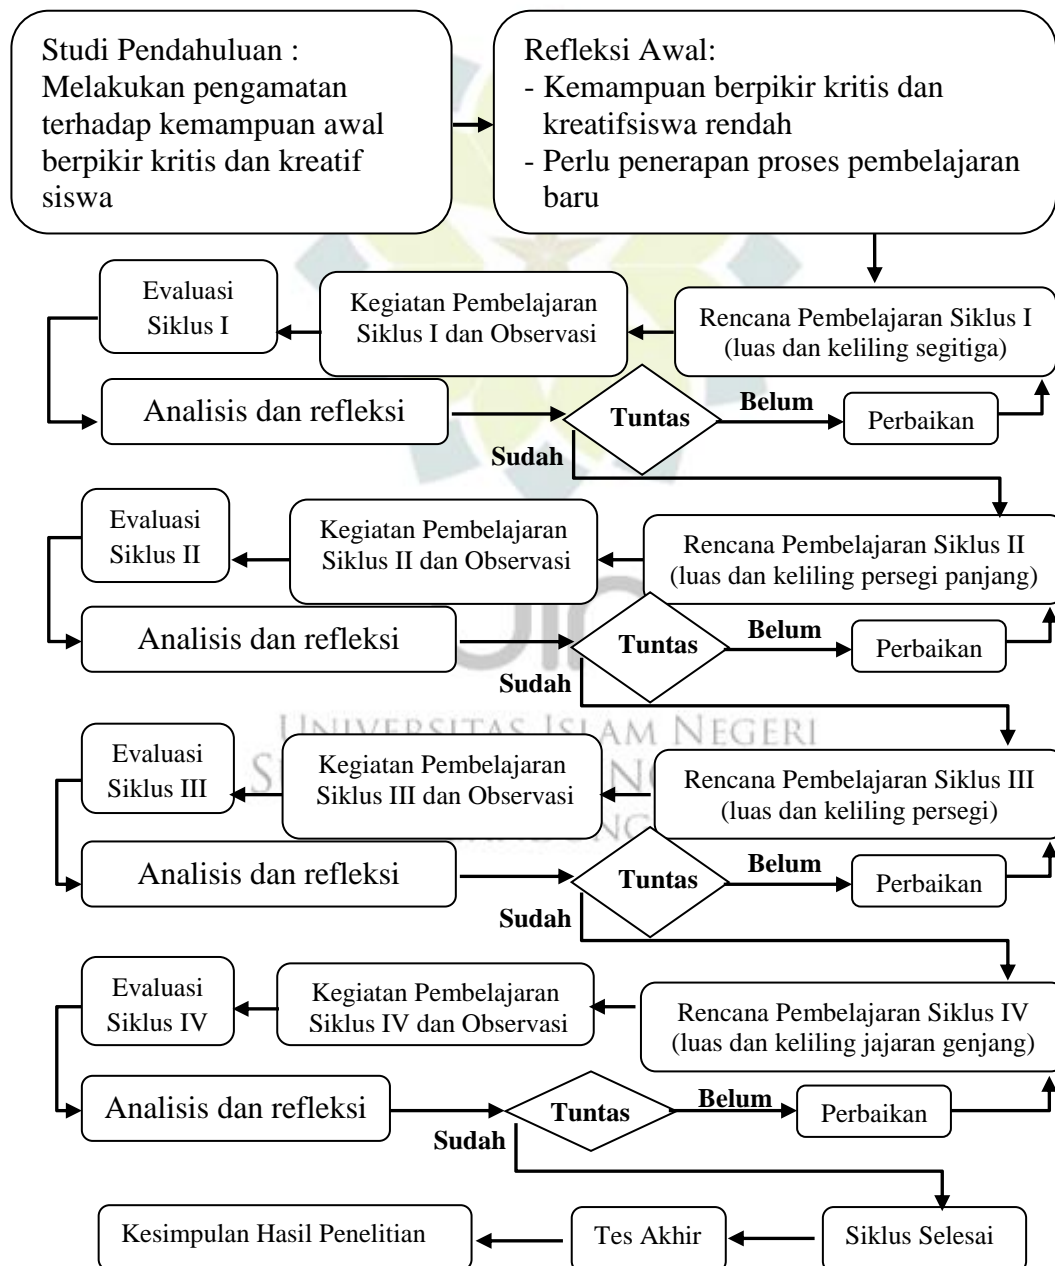 Studi Pendahuluan :
Melakukan pengamatan
terhadap kemampuan awal
berpikir kritis dan kreatif
siswa
Refleksi Awal:
- Kemampuan berpikir kritis dan
kreatifsiswa rendah
- Perlu penerapan proses pembelajaran
baru
Evaluasi
Siklus I
Kegiatan Pembelajaran
Siklus I dan Observasi
Rencana Pembelajaran Siklus I
(luas dan keliling segitiga)
Analisis dan refleksi
Tuntas
Belum
Perbaikan
Sudah
Evaluasi
Siklus II
Kegiatan Pembelajaran
Siklus II dan Observasi
Rencana Pembelajaran Siklus II
(luas dan keliling persegi panjang)
Analisis dan refleksi
Tuntas
Belum
Perbaikan
Sudah
UNIVERSITAS ISLAM NEGERI
Evaluasi
Siklus III
Kegiatan Pembelajaran
Siklus III dan Observasi
Rencana Pembelajaran Siklus III
(luas dan keliling persegi)
Analisis dan refleksi
Tuntas
Belum
Perbaikan
Sudah
Evaluasi
Siklus IV
Kegiatan Pembelajaran
Siklus IV dan Observasi
Rencana Pembelajaran Siklus IV
(luas dan keliling jajaran genjang)
Analisis dan refleksi
Tuntas
Belum
Perbaikan
Sudah
Kesimpulan Hasil Penelitian
Tes Akhir
Siklus Selesai